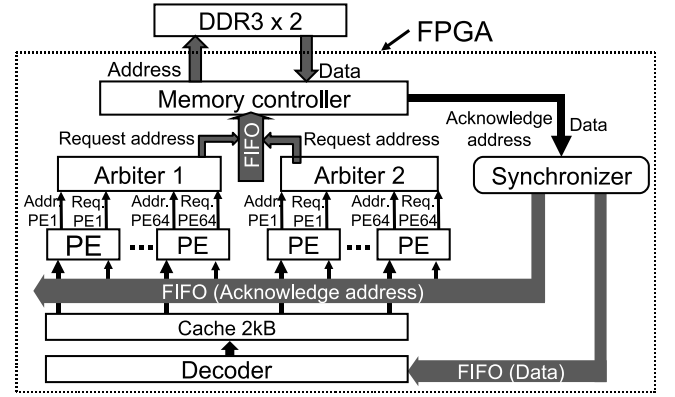 DDR3 x 2
FPGA
Address
Data
Memory controller
Acknowledge
address
Data
Request address
FIFO
Request address
Arbiter 1
Arbiter 2
Synchronizer
Addr.
PE1
Req.
PE1
Addr.
PE64
Req.
PE64
Addr.
PE1
Req.
PE1
Addr.
PE64
Req.
PE64
PE
PE
PE
PE
FIFO (Acknowledge address)
Cache 2kB
Decoder
FIFO (Data)